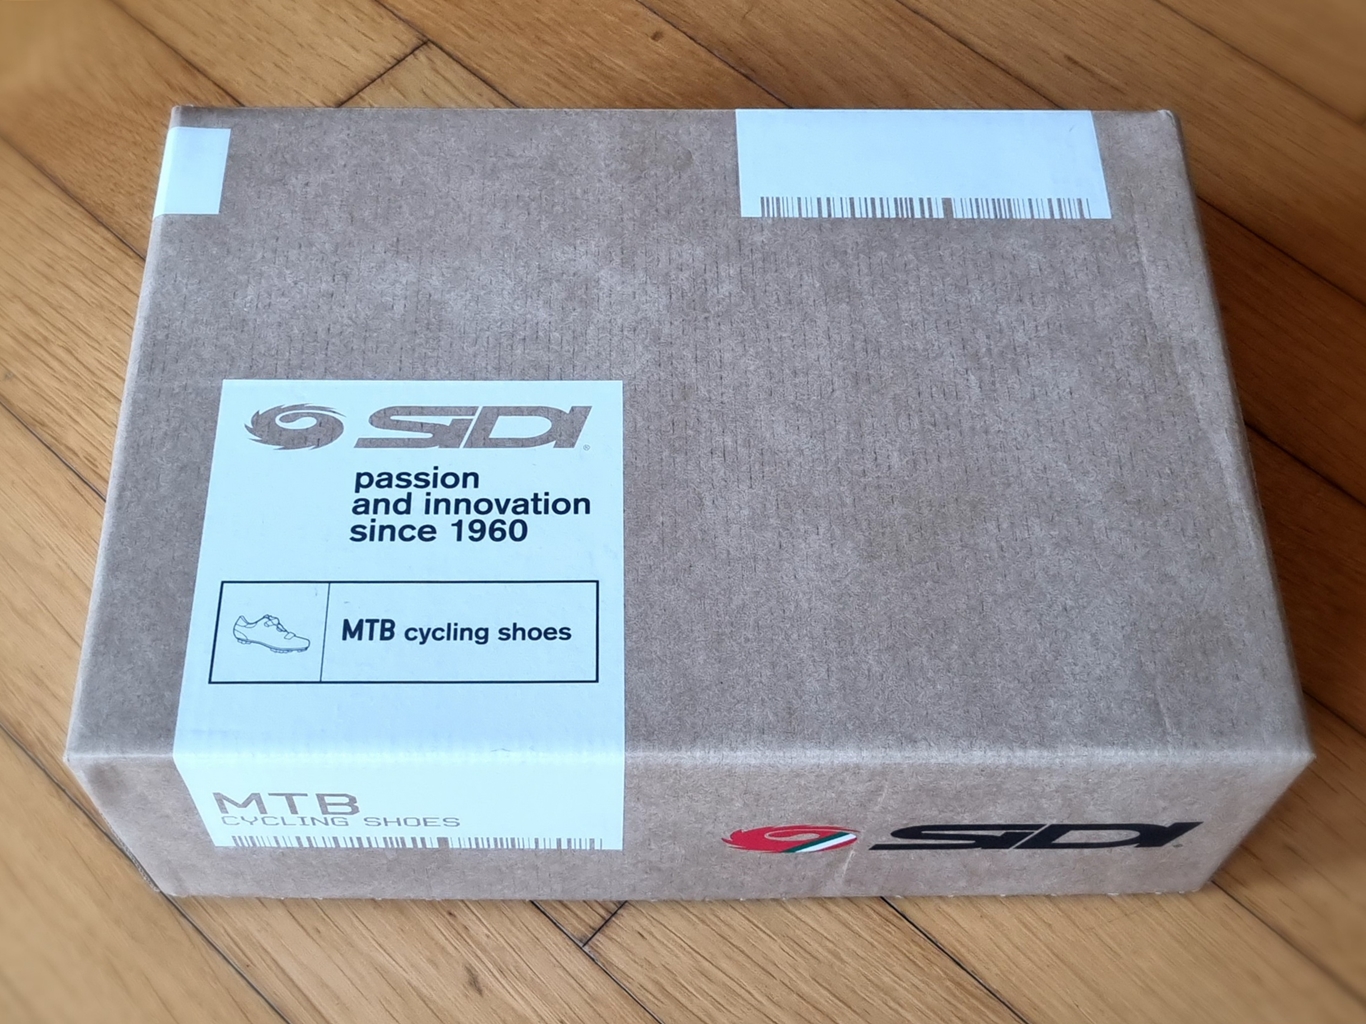 SIDI
passion
and innovation
since 1960
MTB cycling shoes
MTB
CYCLING SHOES
SIDI